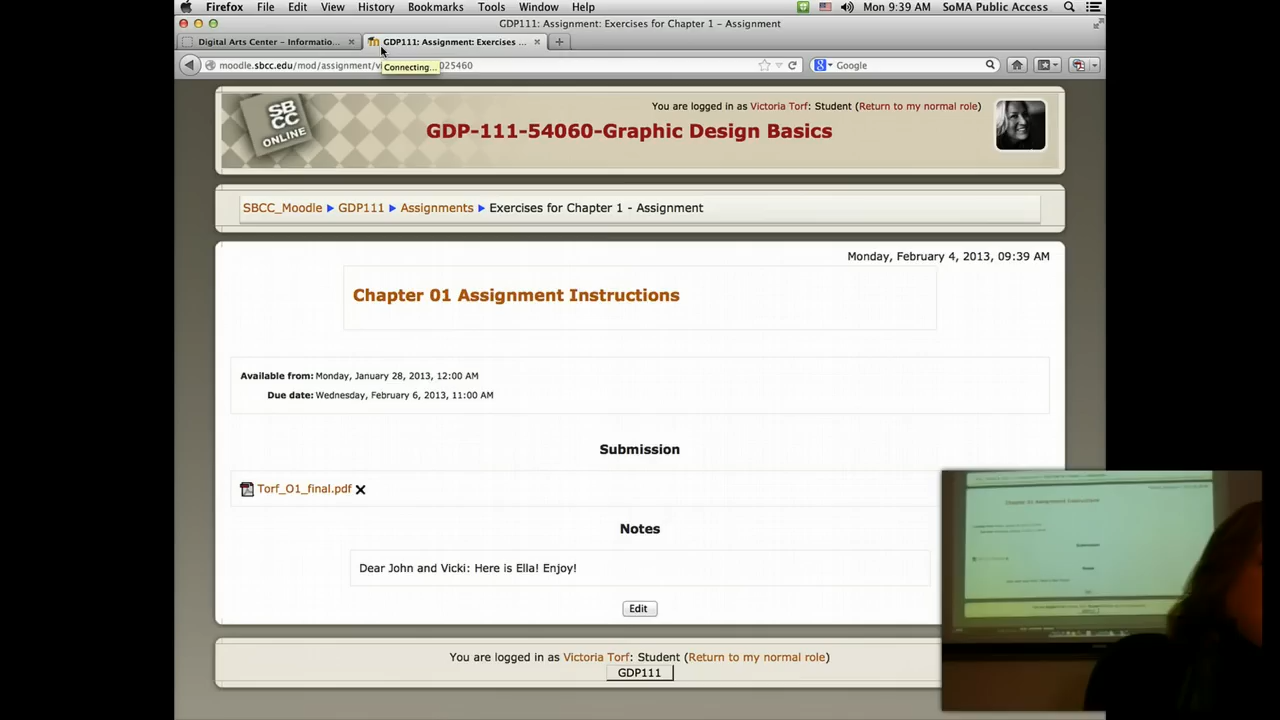 Firefox File Edit View History Bookmarks Tools Window Help Mon 9:39 AM SoMA Public Access
GDP111: Assignment: Exercises for Chapter 1 - Assignment
Digital Arts Center – Informatio... GDP111: Assignment: Exercises ...
moodle.sbcc.edu/mod/assignment/v 025460 Google
Connecting...
SBCC ONLINE
You are logged in as Victoria Torf: Student (Return to my normal role)
GDP-111-54060-Graphic Design Basics
SBCC_Moodle ► GDP111 ► Assignments ► Exercises for Chapter 1 - Assignment
Monday, February 4, 2013, 09:39 AM
Chapter 01 Assignment Instructions
Available from: Monday, January 28, 2013, 12:00 AM
Due date: Wednesday, February 6, 2013, 11:00 AM
Submission
Torf_O1_final.pdf
Notes
Dear John and Vicki: Here is Ella! Enjoy!
Edit
You are logged in as Victoria Torf: Student (Return to my normal role)
GDP111
Chapter 01 Assignment Instructions